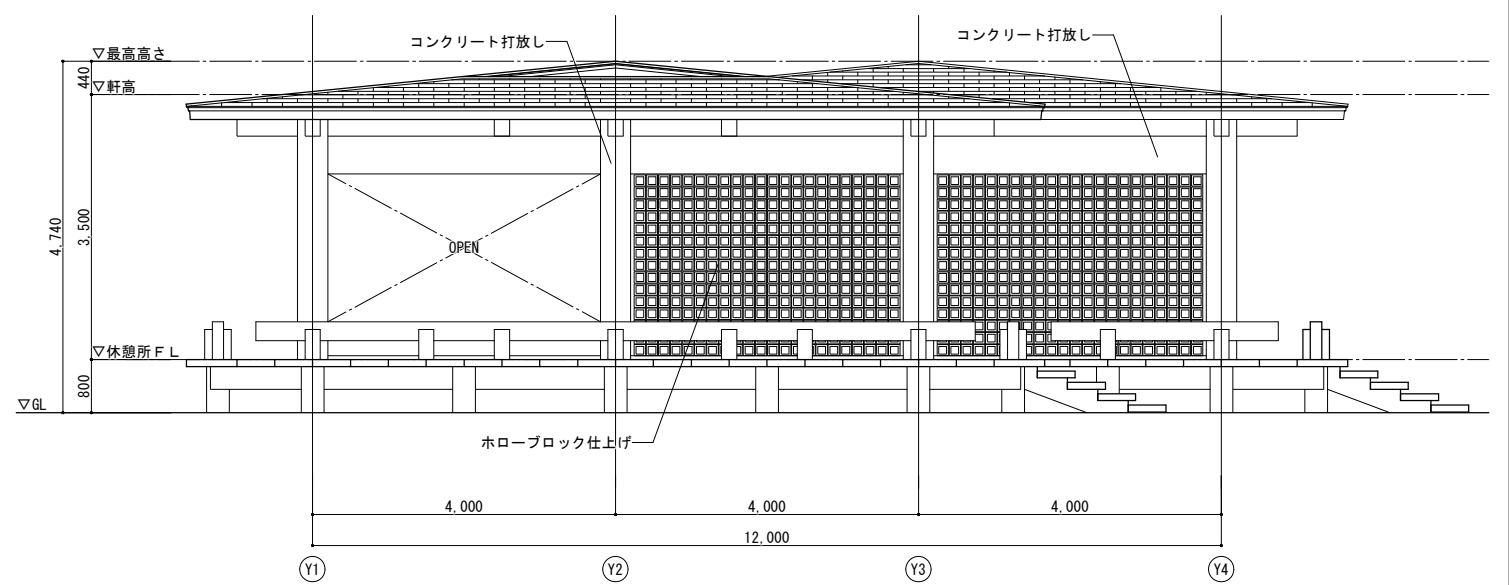 コンクリート打放し
コンクリート打放し
▽最高高さ
440
▽軒高
4,740
3,500
OPEN
▽休憩所FL
800
▽GL
ホローブロック仕上げ
4,000
4,000
4,000
12,000
Y1
Y2
Y3
Y4